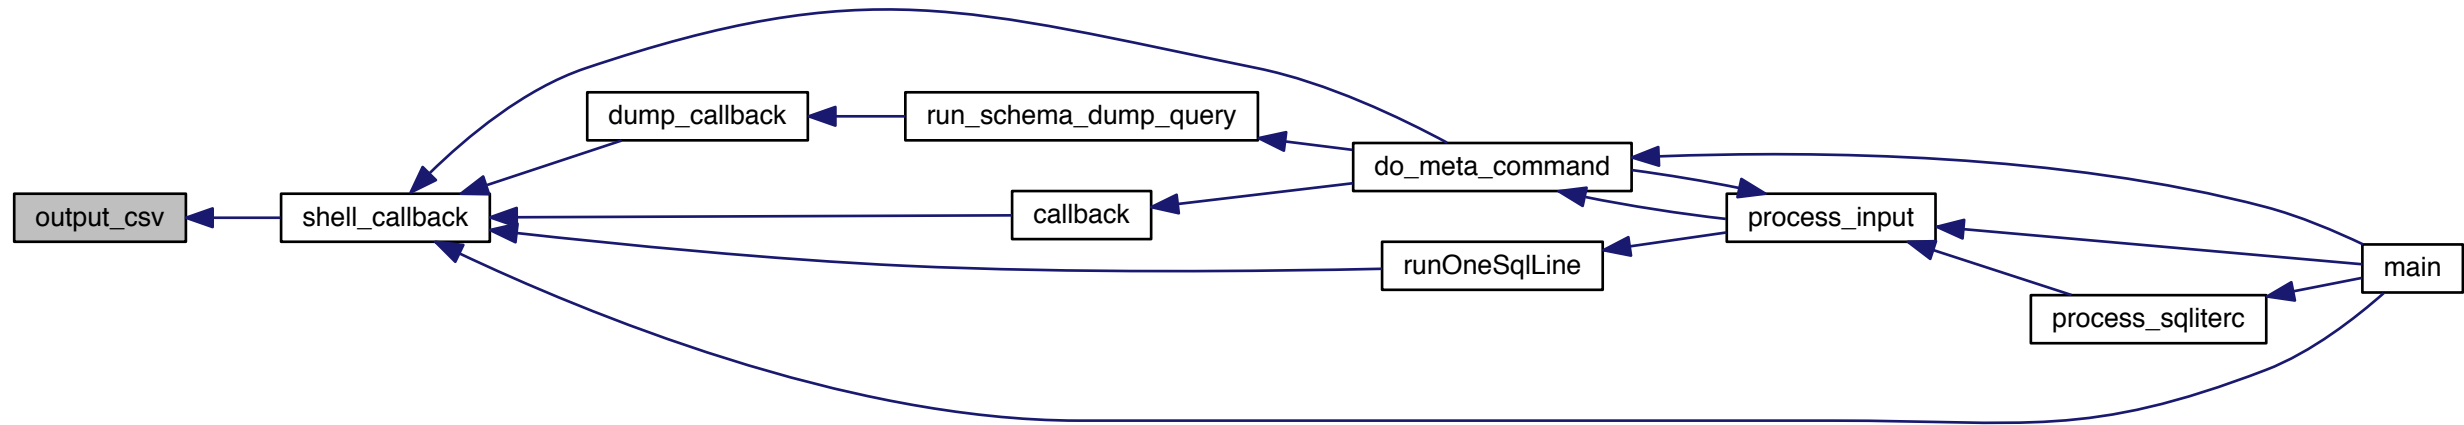 output_csv
shell_callback
dump_callback
run_schema_dump_query
callback
do_meta_command
runOneSqlLine
process_input
process_sqliterc
main